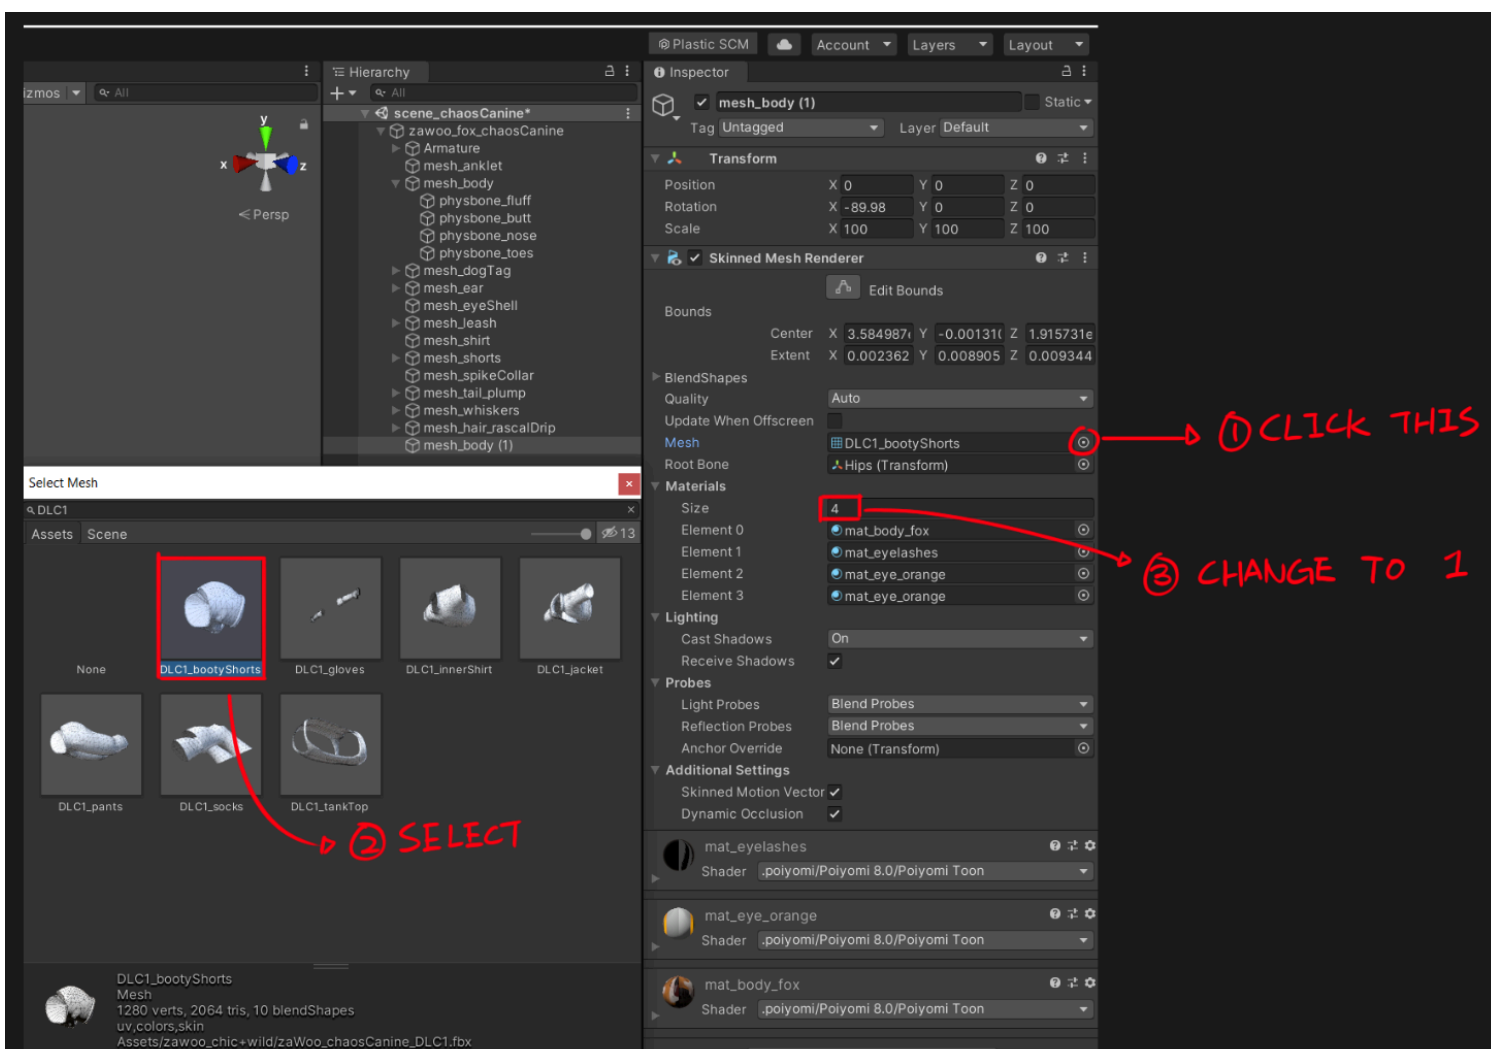 Plastic SCM
Account
Layers
Layout
izmos
All
y
x
z
Persp
Hierarchy
All
scene_chaosCanine*
zawoo_fox_chaosCanine
Armature
mesh_anklet
mesh_body
physbone_fluff
physbone_butt
physbone_nose
physbone_toes
mesh_dogTag
mesh_ear
mesh_eyeShell
mesh_leash
mesh_shirt
mesh_shorts
mesh_spikeCollar
mesh_tail_plump
mesh_whiskers
mesh_hair_rascalDrip
mesh_body (1)
Inspector
mesh_body (1)
Static
Tag Untagged Layer Default
Transform
Position X 0 Y 0 Z 0
Rotation X -89.98 Y 0 Z 0
Scale X 100 Y 100 Z 100
Skinned Mesh Renderer
Edit Bounds
Bounds
Center X 3.584987e Y -0.001310 Z 1.915731e
Extent X 0.002362 Y 0.008905 Z 0.009344
BlendShapes
Quality Auto
Update When Offscreen
Mesh DLC1_bootyShorts
Root Bone Hips (Transform)
Materials
Size 4
Element 0 mat_body_fox
Element 1 mat_eyelashes
Element 2 mat_eye_orange
Element 3 mat_eye_orange
Lighting
Cast Shadows On
Receive Shadows
Probes
Light Probes Blend Probes
Reflection Probes Blend Probes
Anchor Override None (Transform)
Additional Settings
Skinned Motion Vector
Dynamic Occlusion
mat_eyelashes
Shader .poiyomi/Poiyomi 8.0/Poiyomi Toon
mat_eye_orange
Shader .poiyomi/Poiyomi 8.0/Poiyomi Toon
mat_body_fox
Shader .poiyomi/Poiyomi 8.0/Poiyomi Toon
① CLICK THIS
③ CHANGE TO 1
Select Mesh
DLC1
Assets Scene
13
None
DLC1_bootyShorts
DLC1_gloves
DLC1_innerShirt
DLC1_jacket
DLC1_pants
DLC1_socks
DLC1_tankTop
② SELECT
DLC1_bootyShorts
Mesh
1280 verts, 2064 tris, 10 blendShapes
uv,colors,skin
Assets/zawoo_chic+wild/zaWoo_chaosCanine_DLC1.fbx